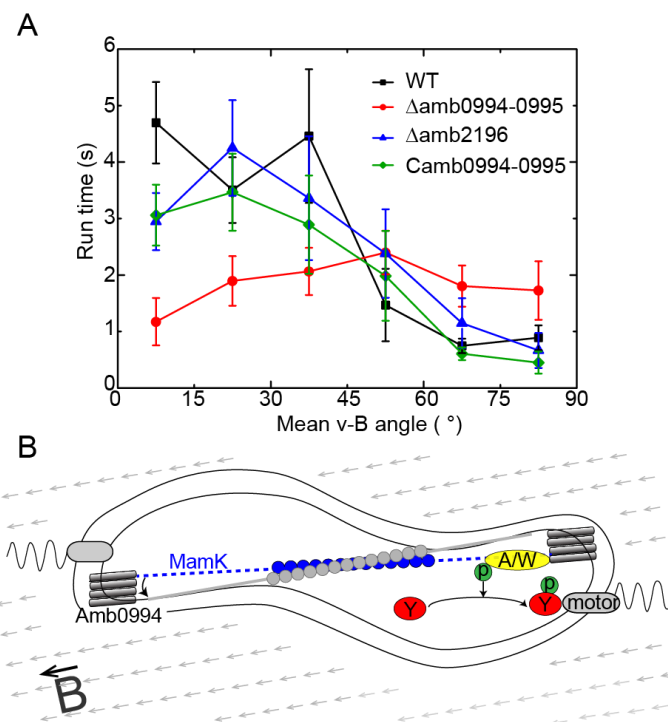 A
6
5
4
3
2
1
0
Run time (s)
WT
Δamb0994-0995
Δamb2196
Camb0994-0995
0 15 30 45 60 75 90
Mean v-B angle ( °)
B
MamK
A/W
p
p
Y
Y
motor
Amb0994
B